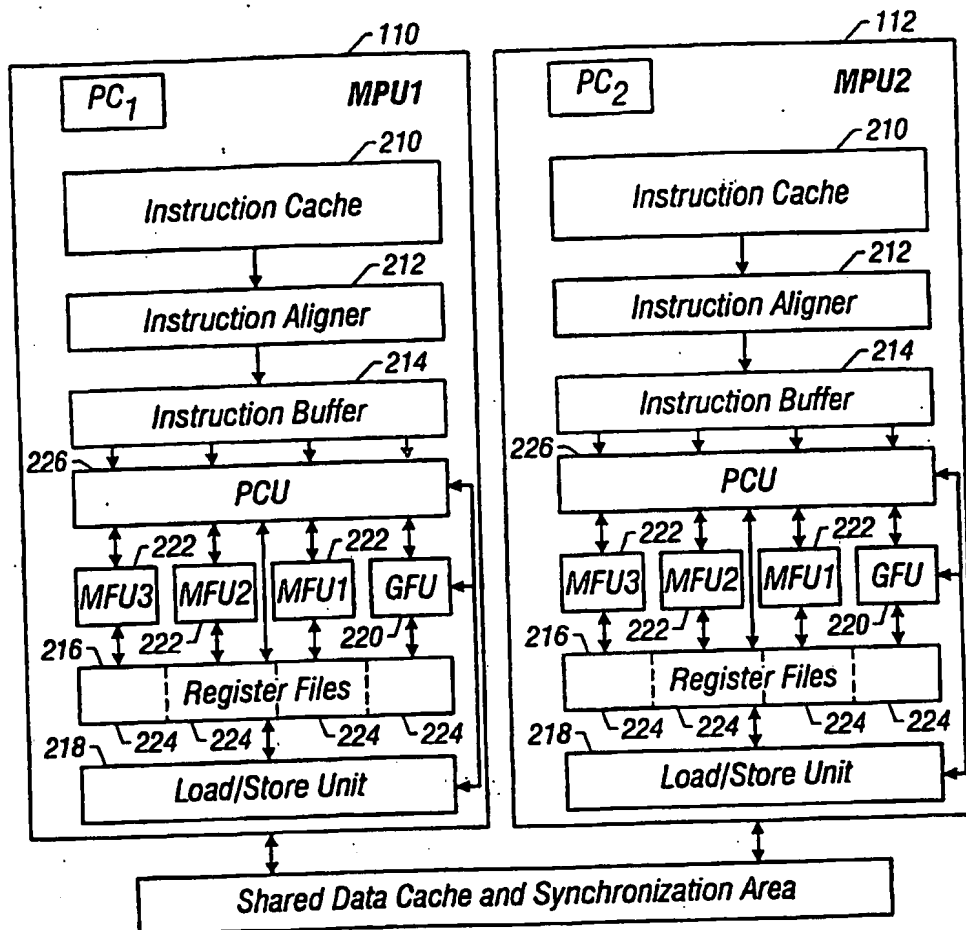 110
PC1
MPU1
210
Instruction Cache
212
Instruction Aligner
214
Instruction Buffer
226
PCU
222
222
MFU3
MFU2
MFU1
GFU
216
222
220
Register Files
224
224
224
224
218
Load/Store Unit
112
PC2
MPU2
210
Instruction Cache
212
Instruction Aligner
214
Instruction Buffer
226
PCU
222
222
MFU3
MFU2
MFU1
GFU
216
222
220
Register Files
224
224
224
224
218
Load/Store Unit
Shared Data Cache and Synchronization Area